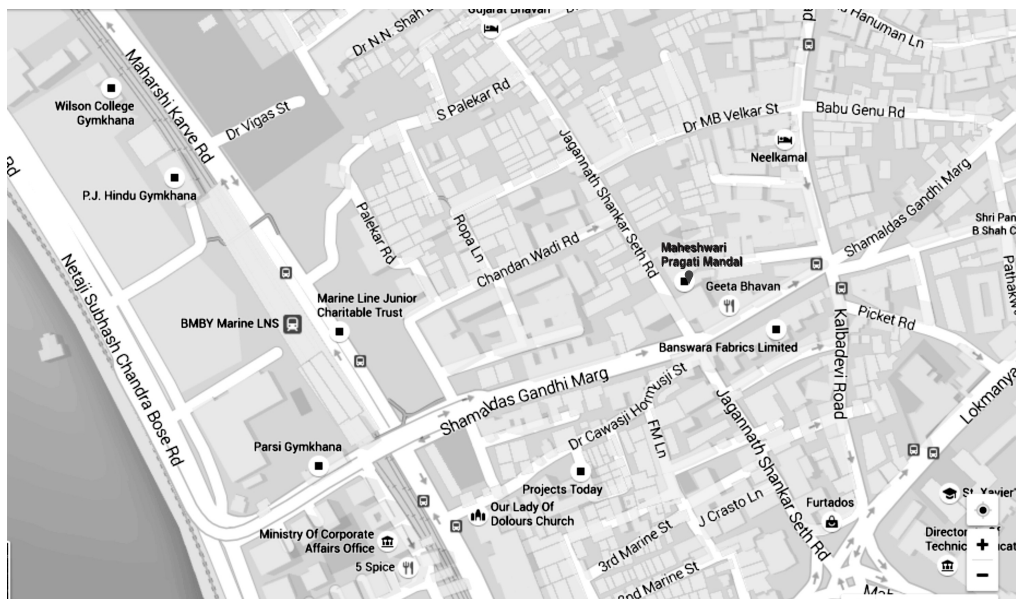 Gujarat Bhavan
Dr N.N. Shah
Hanuman Ln
Wilson College
Gymkhana
Maharshi Karve Rd
Dr Vigas St
S Palekar Rd
Dr MB Velkar St
Babu Genu Rd
Neelkamal
Jagannath Shankar Seth Rd
P.J. Hindu Gymkhana
Rd
Palekar Rd
Ropa Ln
Chandan Wadi Rd
Shamaldas Gandhi Marg
Shri Pan
B Shah C
Maheshwari
Pragati Mandal
Geeta Bhavan
Pathakw
Netaji Subhash Chandra Bose Rd
Marine Line Junior
Charitable Trust
BMBY Marine LNS
Banswara Fabrics Limited
Picket Rd
Kalbadevi Road
Shamaldas Gandhi Marg
Dr Cawasji Hormusji St
FM Ln
Jagannath Shankar Seth Rd
Lokmanya
Parsi Gymkhana
Projects Today
J Crasto Ln
Furtados
St. Xavier'
Our Lady Of
Dolours Church
Ministry Of Corporate
Affairs Office
5 Spice
3rd Marine St
2nd Marine St
Direc
Technic
+
−